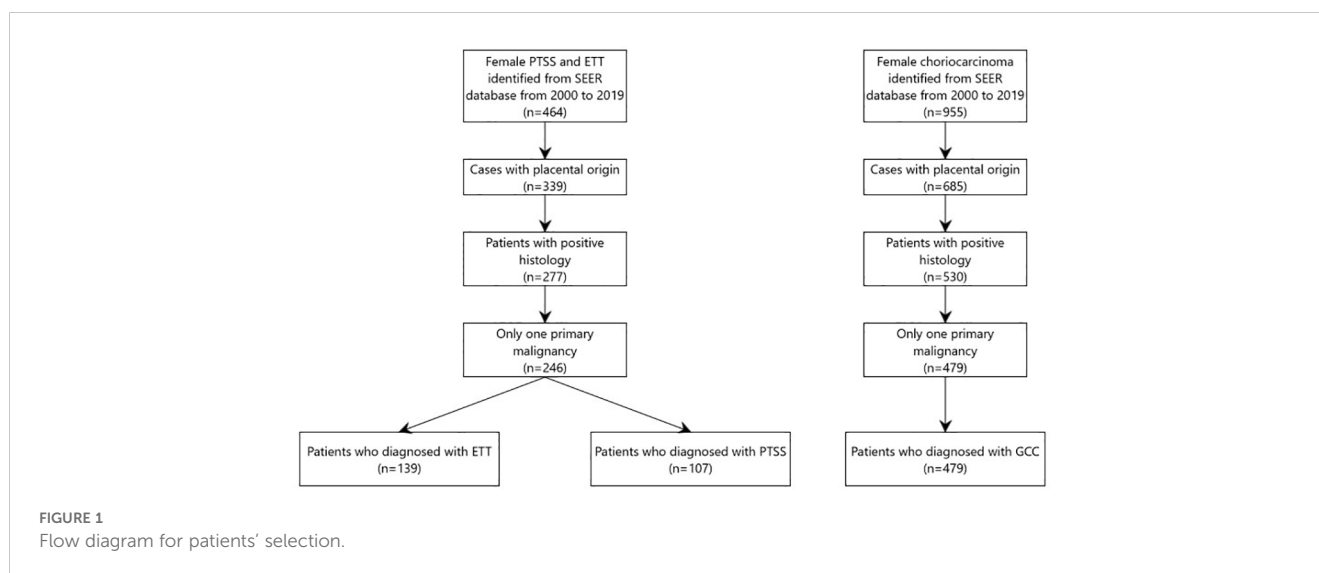 Female PTSS and ETT
identified from SEER
database from 2000 to 2019
(n=464)
Cases with placental origin
(n=339)
Patients with positive
histology
(n=277)
Only one primary
malignancy
(n=246)
Patients who diagnosed with ETT
(n=139)
Patients who diagnosed with PTSS
(n=107)
Female choriocarcinoma
identified from SEER
database from 2000 to 2019
(n=955)
Cases with placental origin
(n=685)
Patients with positive
histology
(n=530)
Only one primary
malignancy
(n=479)
Patients who diagnosed with GCC
(n=479)
FIGURE 1
Flow diagram for patients’ selection.